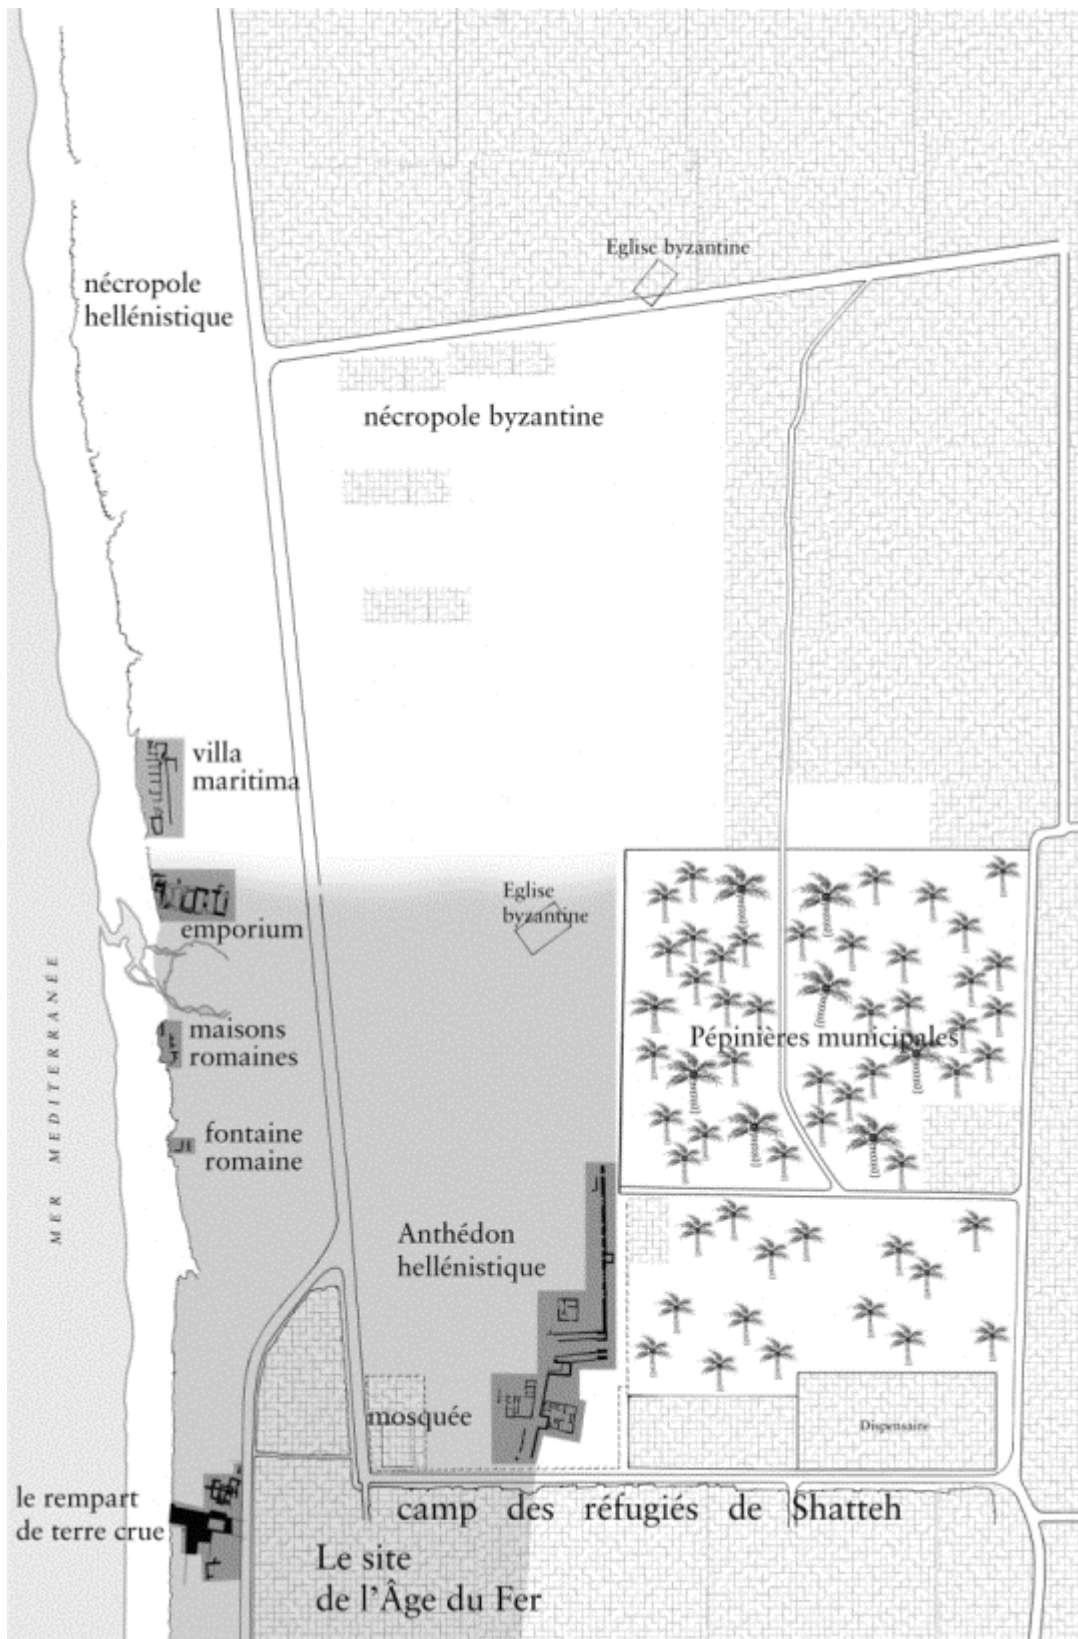 Eglise byzantine
nécropole
hellénistique
nécropole byzantine
villa
maritima
Eglise
byzantine
emporium
MER MEDITERRANÉE
maisons
romaines
Pépinières municipales
fontaine
romaine
Anthédon
hellénistique
mosquée
Dispensaire
le rempart
de terre crue
camp des réfugiés de Shatteh
Le site
de l'Âge du Fer